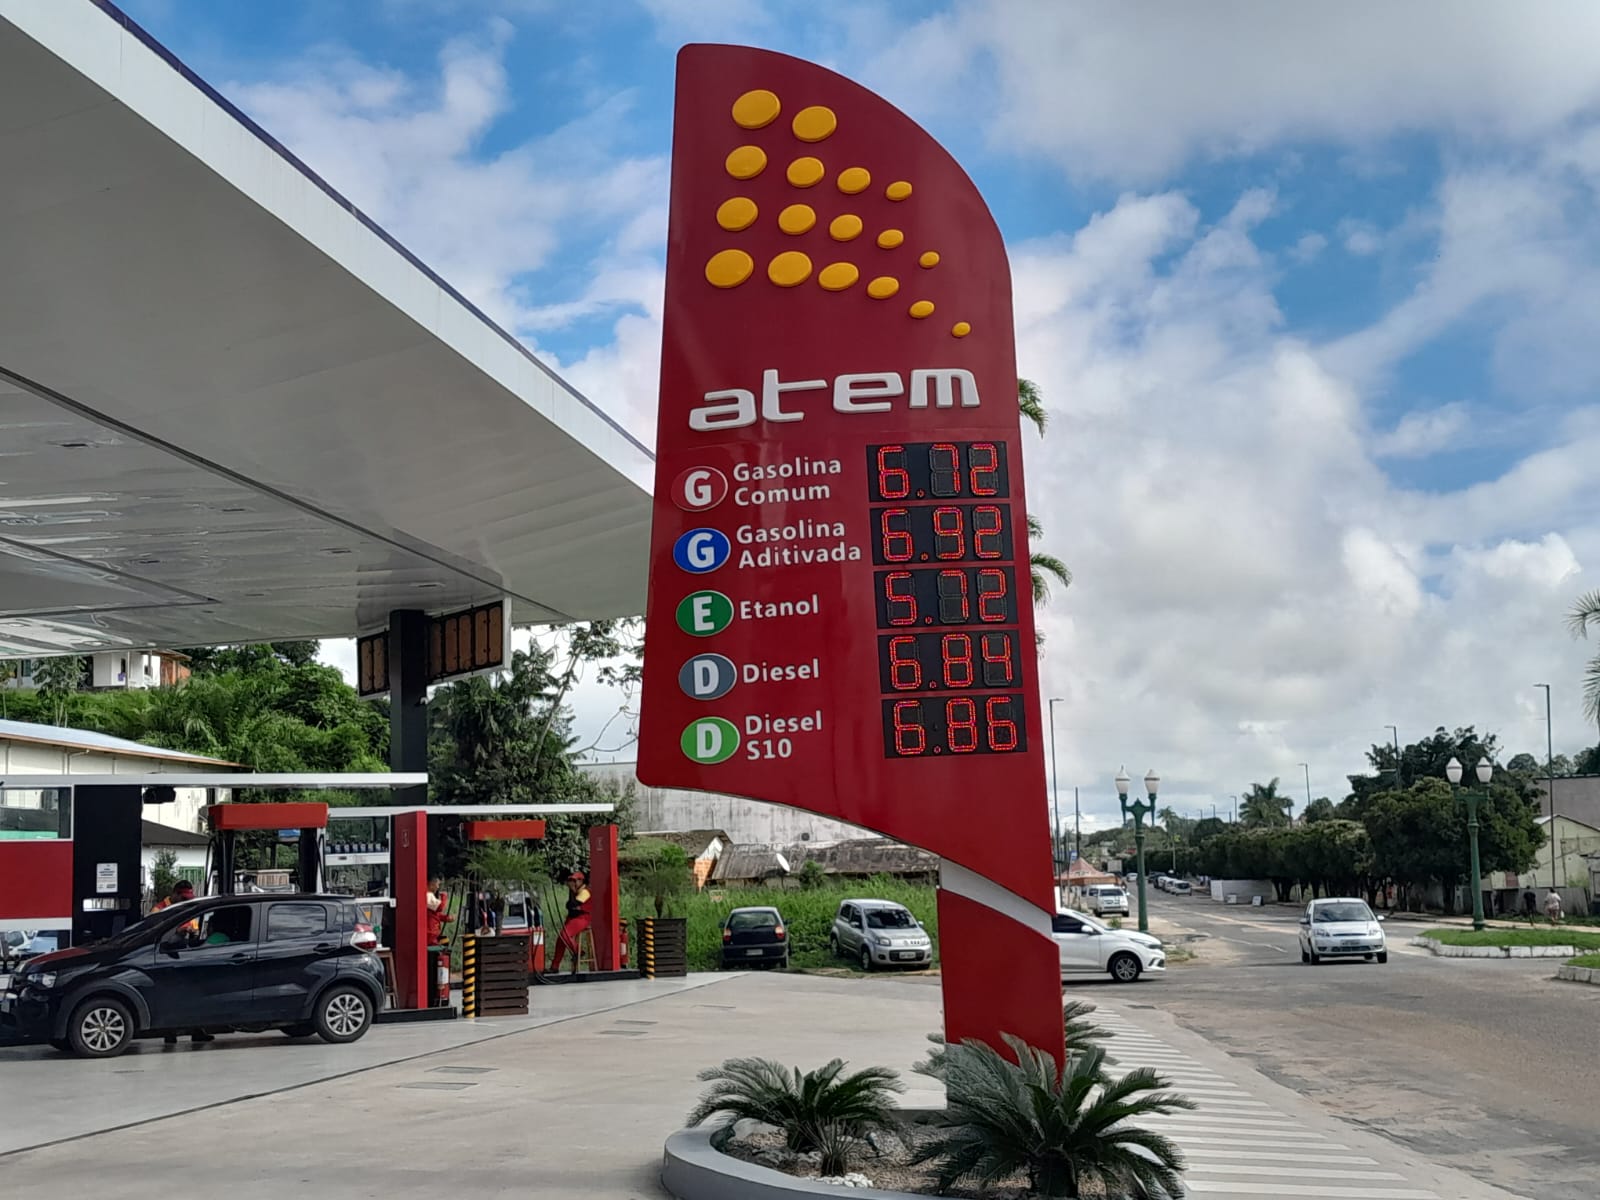 atem
G Gasolina Comum 6.72
G Gasolina Aditivada 6.92
E Etanol 5.72
D Diesel 6.84
D Diesel S10 6.86